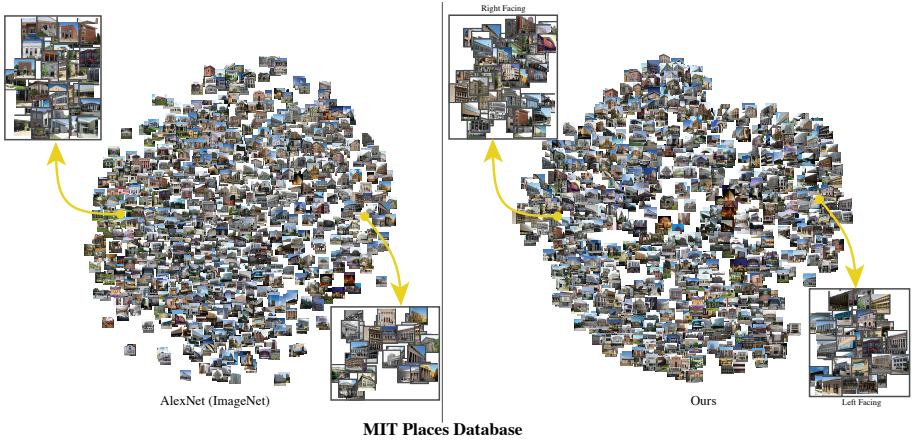 Right Facing
AlexNet (ImageNet)
Ours
Left Facing
MIT Places Database